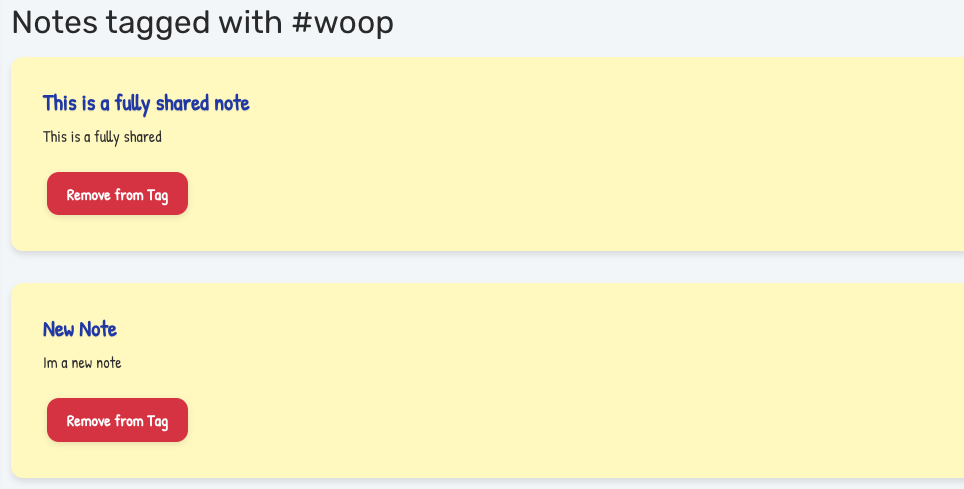 Notes tagged with #woop
This is a fully shared note
This is a fully shared
Remove from Tag
New Note
Im a new note
Remove from Tag